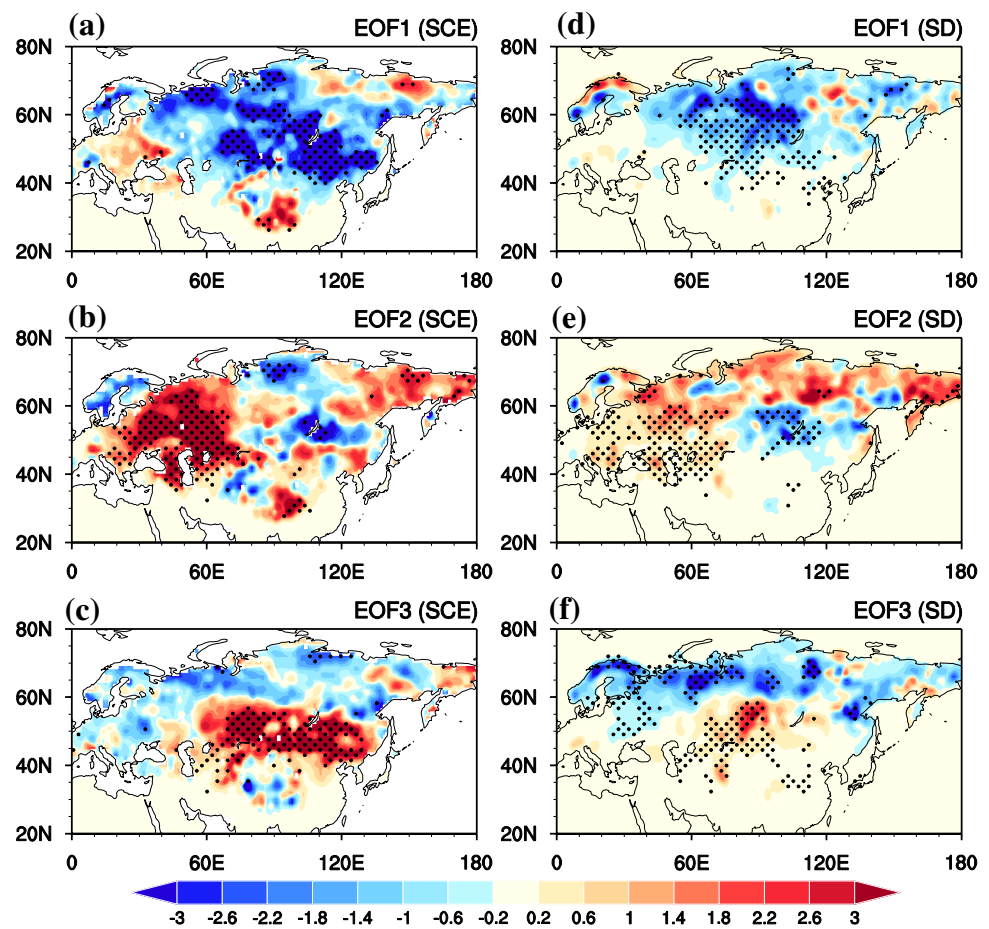 (a) EOF1 (SCE) (d) EOF1 (SD)
80N 80N
60N 60N
40N 40N
20N 20N
0 60E 120E 180 0 60E 120E 180
(b) EOF2 (SCE) (e) EOF2 (SD)
80N 80N
60N 60N
40N 40N
20N 20N
0 60E 120E 180 0 60E 120E 180
(c) EOF3 (SCE) (f) EOF3 (SD)
80N 80N
60N 60N
40N 40N
20N 20N
0 60E 120E 180 0 60E 120E 180
-3 -2.6 -2.2 -1.8 -1.4 -1 -0.6 -0.2 0.2 0.6 1 1.4 1.8 2.2 2.6 3